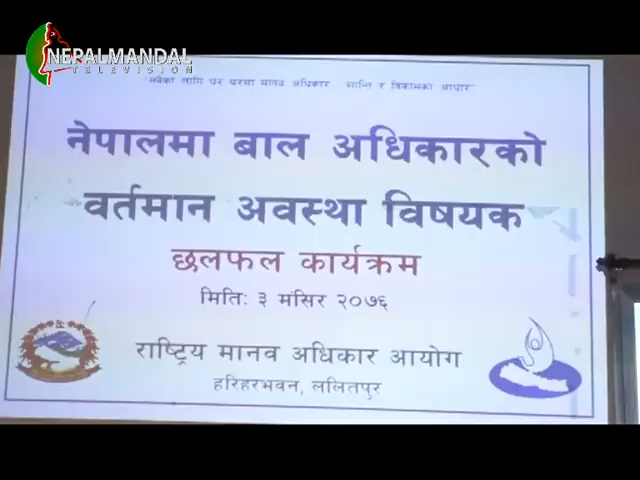 NEPALMANDAL
TELEVISION
"सबैका लागि घर घरमा मानव अधिकार शान्ति र विकासको आधार"
नेपालमा बाल अधिकारको
वर्तमान अवस्था विषयक
छलफल कार्यक्रम
मितिः ३ मंसिर २०७६
राष्ट्रिय मानव अधिकार आयोग
हरिहरभवन, ललितपुर